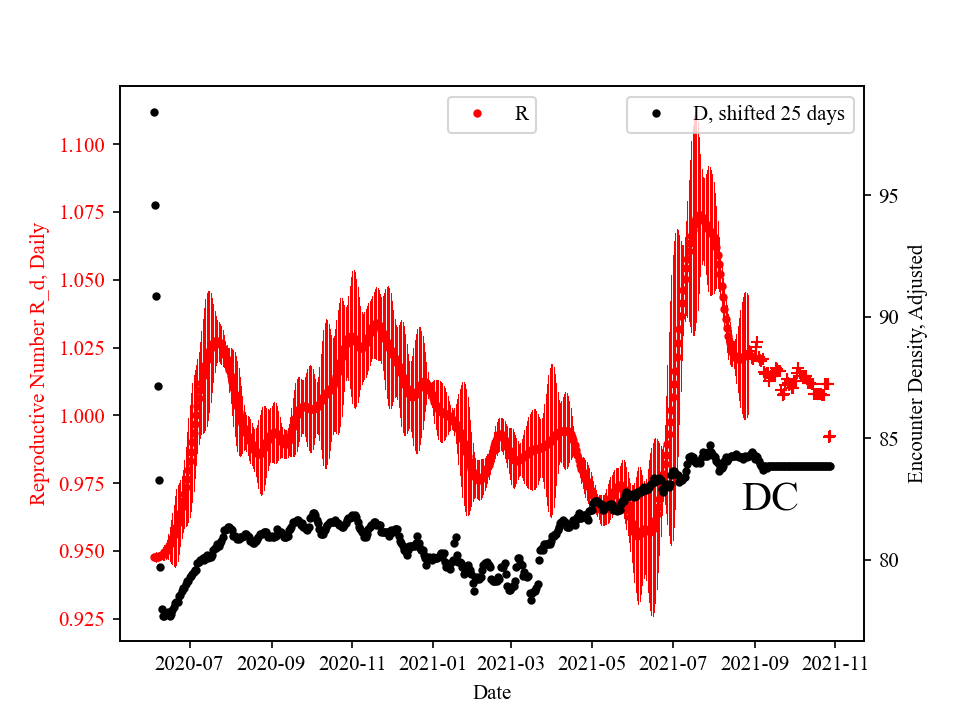 R
D, shifted 25 days
1.100
1.075
1.050
1.025
1.000
0.975
0.950
0.925
Reproductive Number R_d, Daily
95
90
85
80
Encounter Density, Adjusted
DC
2020-07 2020-09 2020-11 2021-01 2021-03 2021-05 2021-07 2021-09 2021-11
Date